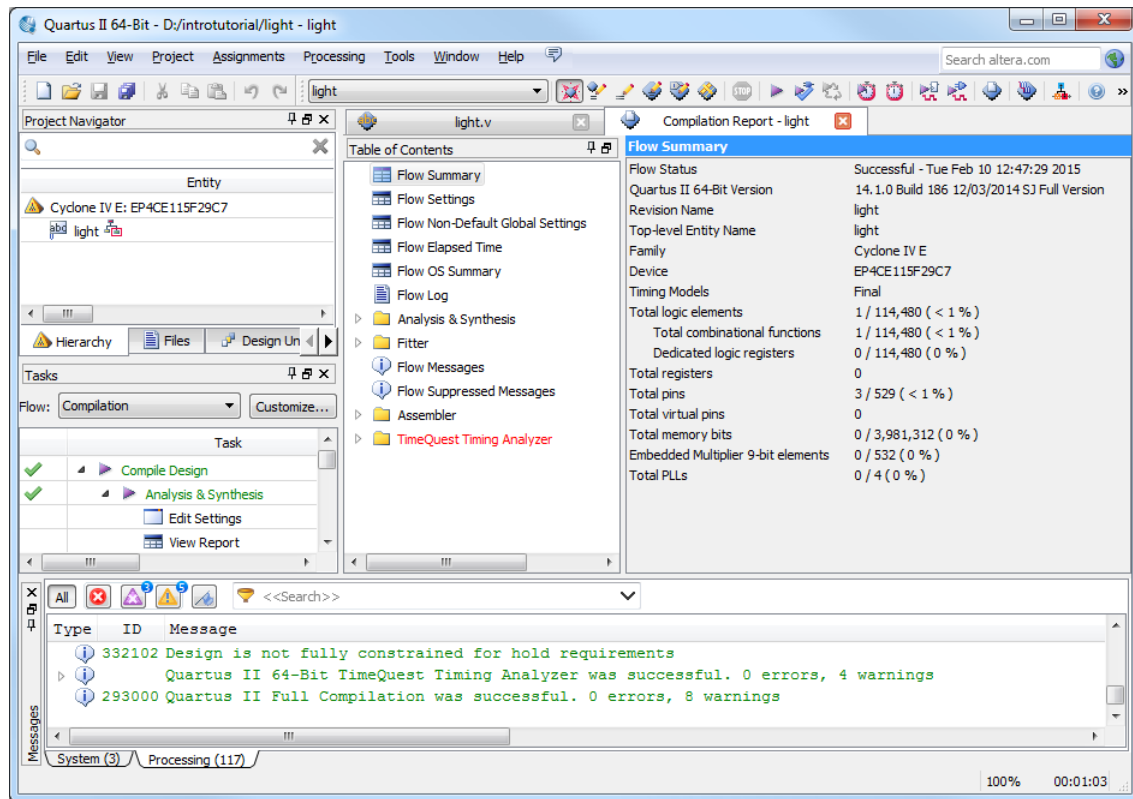 Quartus II 64-Bit - D:/introtutorial/light - light
File Edit View Project Assignments Processing Tools Window Help
Search altera.com
light
STOP
»
Project Navigator
Entity
Cyclone IV E: EP4CE115F29C7
abd light
Hierarchy Files Design Un
Tasks
Flow: Compilation Customize...
Task
Compile Design
Analysis & Synthesis
Edit Settings
View Report
light.v
Compilation Report - light
Table of Contents
Flow Summary
Flow Settings
Flow Non-Default Global Settings
Flow Elapsed Time
Flow OS Summary
Flow Log
Analysis & Synthesis
Fitter
Flow Messages
Flow Suppressed Messages
Assembler
TimeQuest Timing Analyzer
Flow Summary
Flow Status Successful - Tue Feb 10 12:47:29 2015
Quartus II 64-Bit Version 14.1.0 Build 186 12/03/2014 SJ Full Version
Revision Name light
Top-level Entity Name light
Family Cyclone IV E
Device EP4CE115F29C7
Timing Models Final
Total logic elements 1 / 114,480 ( < 1 % )
Total combinational functions 1 / 114,480 ( < 1 % )
Dedicated logic registers 0 / 114,480 ( 0 % )
Total registers 0
Total pins 3 / 529 ( < 1 % )
Total virtual pins 0
Total memory bits 0 / 3,981,312 ( 0 % )
Embedded Multiplier 9-bit elements 0 / 532 ( 0 % )
Total PLLs 0 / 4 ( 0 % )
All 3 5 <<Search>>
Type ID Message
332102 Design is not fully constrained for hold requirements
Quartus II 64-Bit TimeQuest Timing Analyzer was successful. 0 errors, 4 warnings
293000 Quartus II Full Compilation was successful. 0 errors, 8 warnings
Messages
System (3) Processing (117)
100% 00:01:03